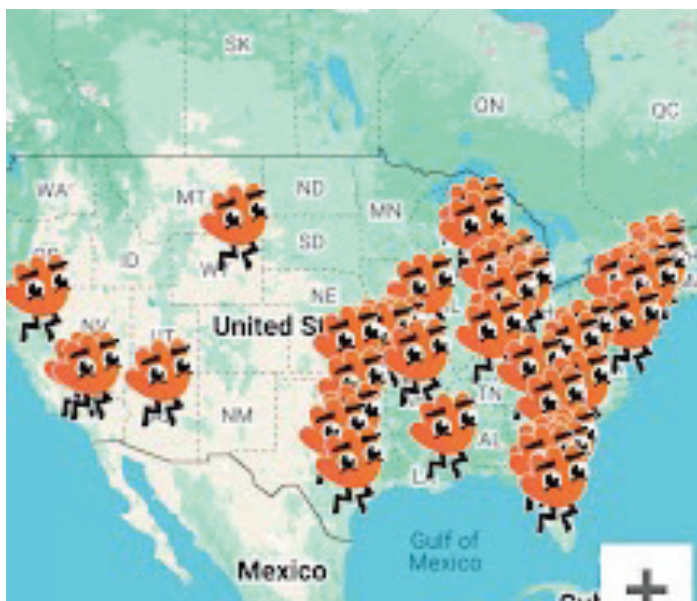 SK
ON
QC
WA
MT
ND
MN
ID
SD
NE
United St
NV
UT
NM
TN
AL
Gulf of
Mexico
Mexico
+